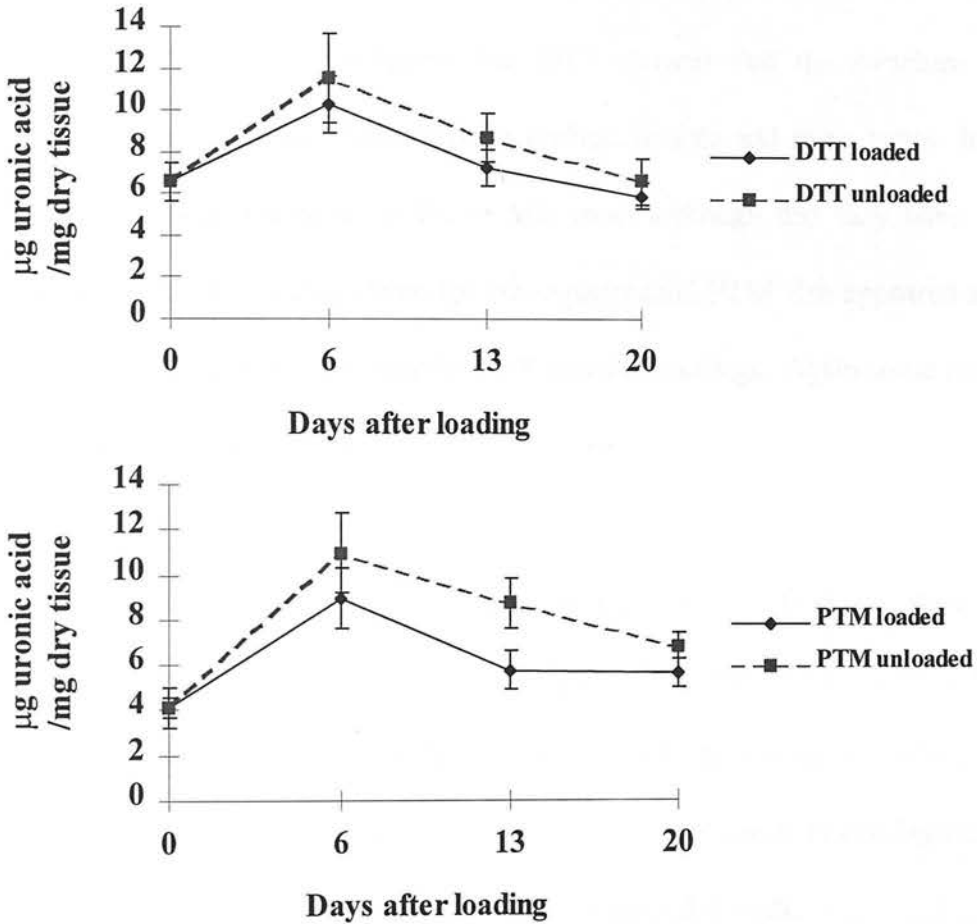 14
12
10
8
6
4
2
0
µg uronic acid
/mg dry tissue
0 6 13 20
Days after loading
DTT loaded
DTT unloaded
14
12
10
8
6
4
2
0
µg uronic acid
/mg dry tissue
0 6 13 20
Days after loading
PTM loaded
PTM unloaded